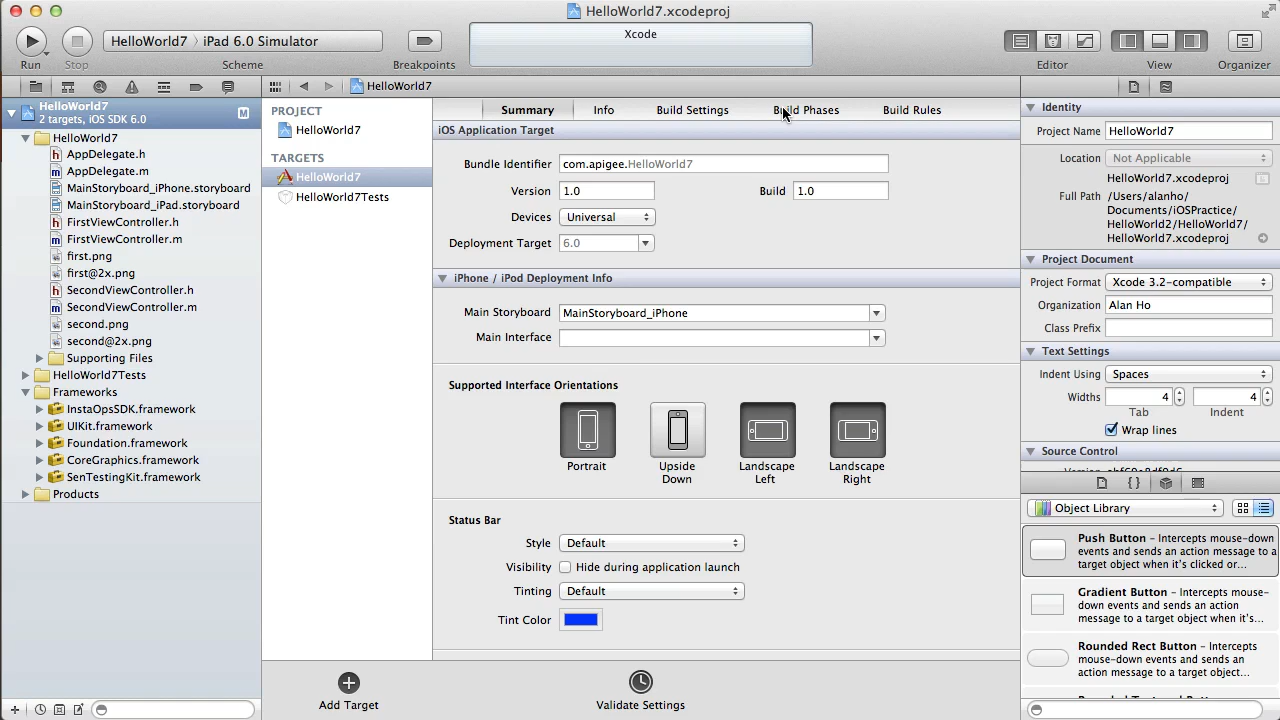 HelloWorld7.xcodeproj
HelloWorld7 › iPad 6.0 Simulator
Xcode
Run
Stop
Scheme
Breakpoints
Editor
View
Organizer
HelloWorld7
2 targets, iOS SDK 6.0
M
HelloWorld7
AppDelegate.h
AppDelegate.m
MainStoryboard_iPhone.storyboard
MainStoryboard_iPad.storyboard
FirstViewController.h
FirstViewController.m
first.png
first@2x.png
SecondViewController.h
SecondViewController.m
second.png
second@2x.png
Supporting Files
HelloWorld7Tests
Frameworks
InstaOpsSDK.framework
UIKit.framework
Foundation.framework
CoreGraphics.framework
SenTestingKit.framework
Products
HelloWorld7
PROJECT
HelloWorld7
TARGETS
HelloWorld7
HelloWorld7Tests
Summary
Info
Build Settings
Build Phases
Build Rules
iOS Application Target
Bundle Identifier com.apigee.HelloWorld7
Version 1.0 Build 1.0
Devices Universal
Deployment Target 6.0
iPhone / iPod Deployment Info
Main Storyboard MainStoryboard_iPhone
Main Interface
Supported Interface Orientations
Portrait
Upside
Down
Landscape
Left
Landscape
Right
Status Bar
Style Default
Visibility Hide during application launch
Tinting Default
Tint Color
Add Target
Validate Settings
Identity
Project Name HelloWorld7
Location Not Applicable
HelloWorld7.xcodeproj
Full Path /Users/alanho/
Documents/iOSPractice/
HelloWorld2/HelloWorld7/
HelloWorld7.xcodeproj
Project Document
Project Format Xcode 3.2-compatible
Organization Alan Ho
Class Prefix
Text Settings
Indent Using Spaces
Widths 4 4
Tab Indent
Wrap lines
Source Control
Object Library
Push Button – Intercepts mouse-down
events and sends an action message to a
target object when it's clicked or...
Gradient Button – Intercepts mouse-
down events and sends an action
message to a target object when it's...
Rounded Rect Button – Intercepts
mouse-down events and sends an
action message to a target object...